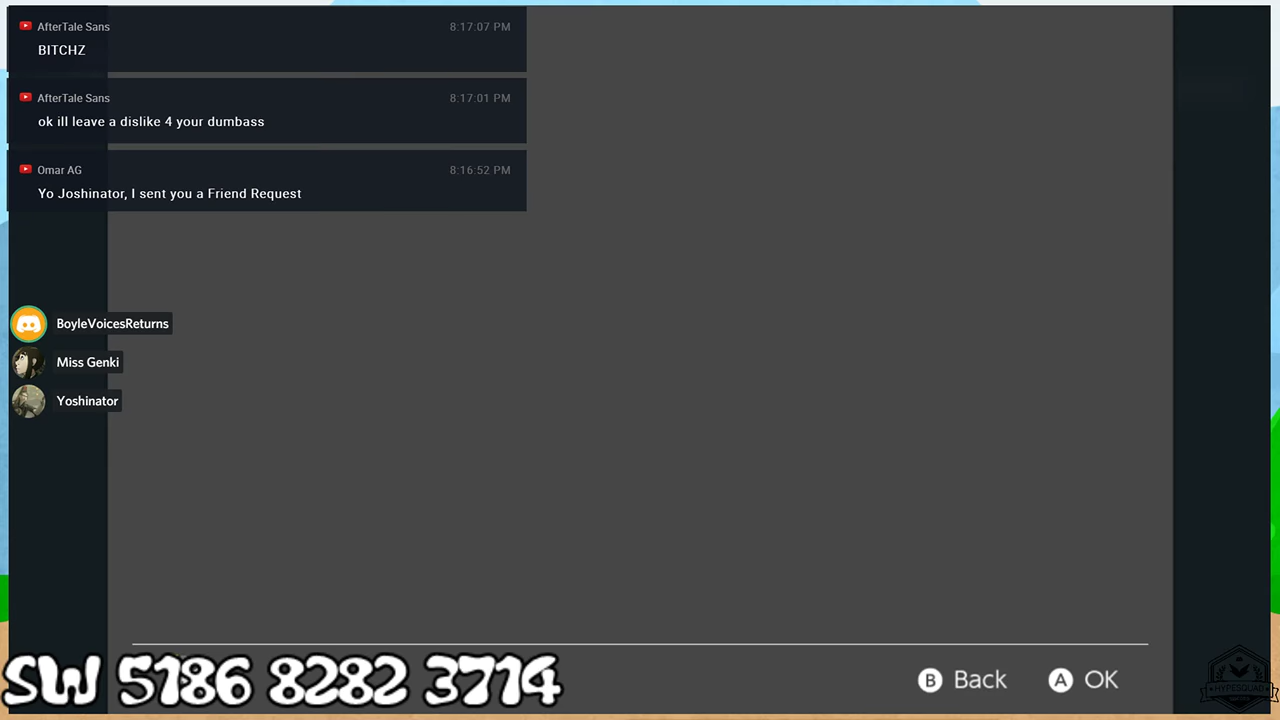 AfterTale Sans 8:17:07 PM
BITCHZ
AfterTale Sans 8:17:01 PM
ok ill leave a dislike 4 your dumbass
Omar AG 8:16:52 PM
Yo Joshinator, I sent you a Friend Request
BoyleVoicesReturns
Miss Genki
Yoshinator
SW 5186 8282 3714
B Back A OK
HYPESQUAD